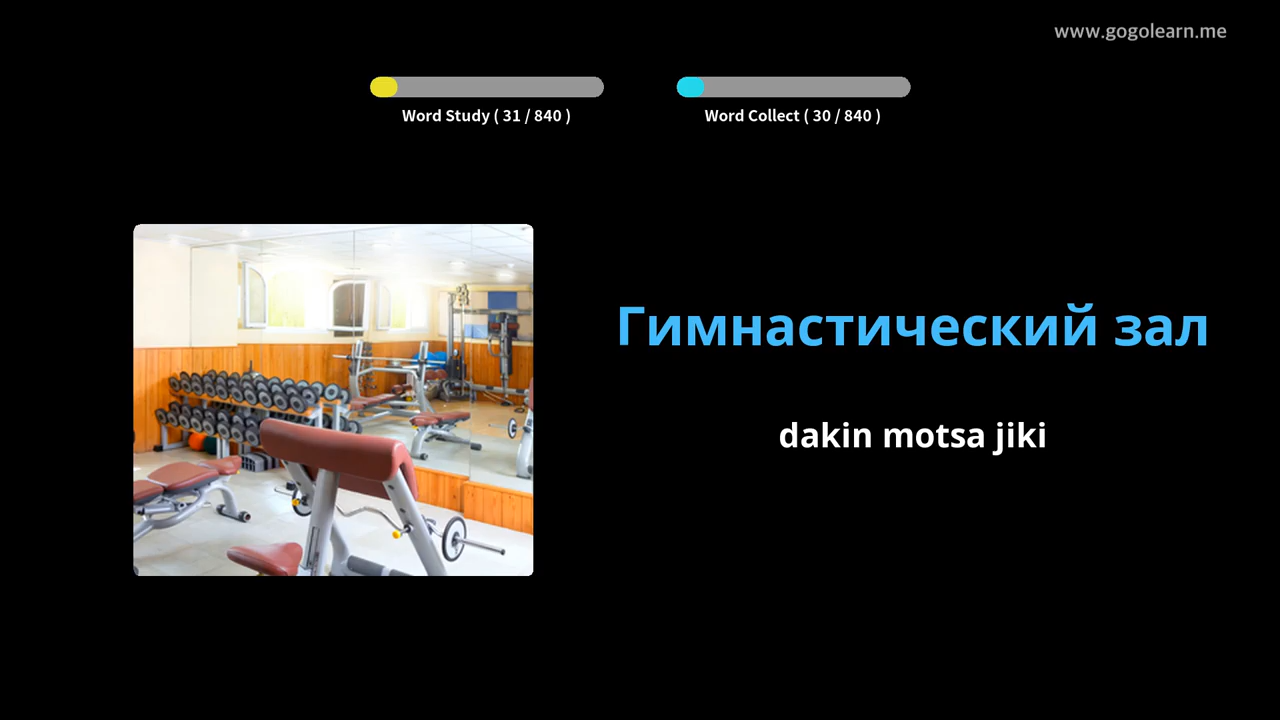 www.gogolearn.me
Word Study ( 31 / 840 )
Word Collect ( 30 / 840 )
Гимнастический зал
dakin motsa jiki